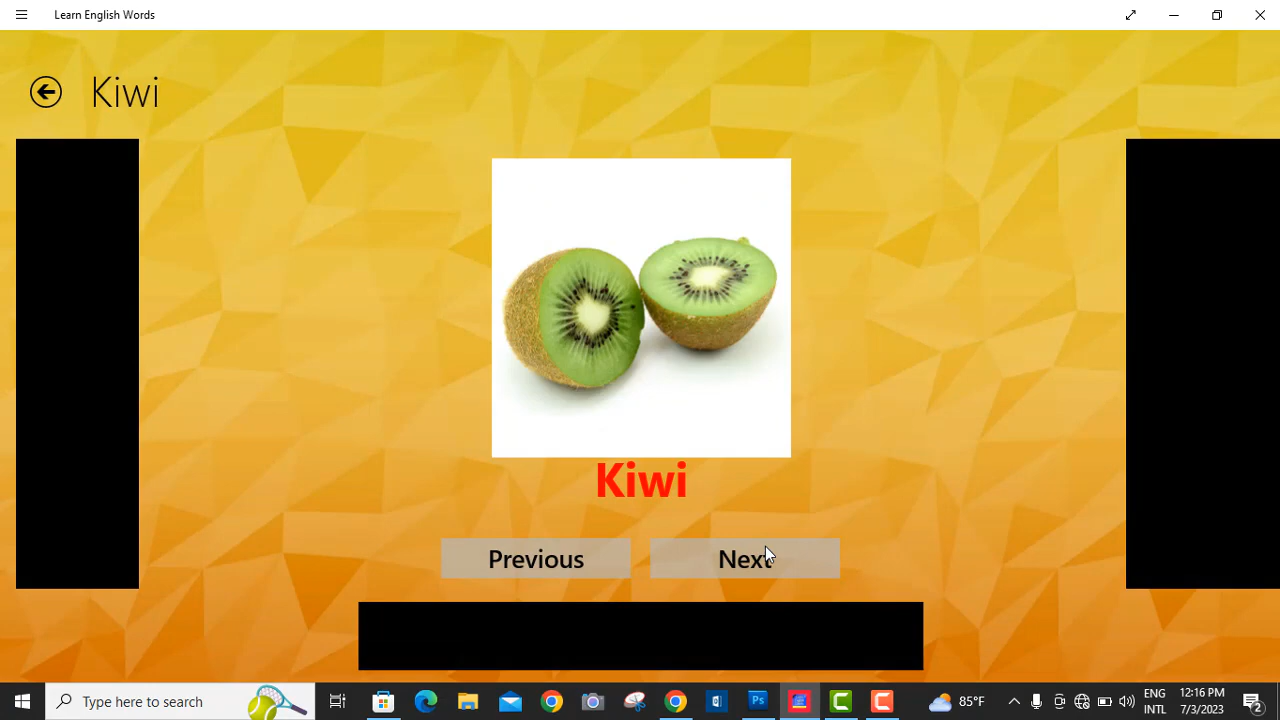 Learn English Words
Kiwi
Kiwi
Previous
Next
Type here to search
85°F
ENG
INTL
12:16 PM
7/3/2023
2